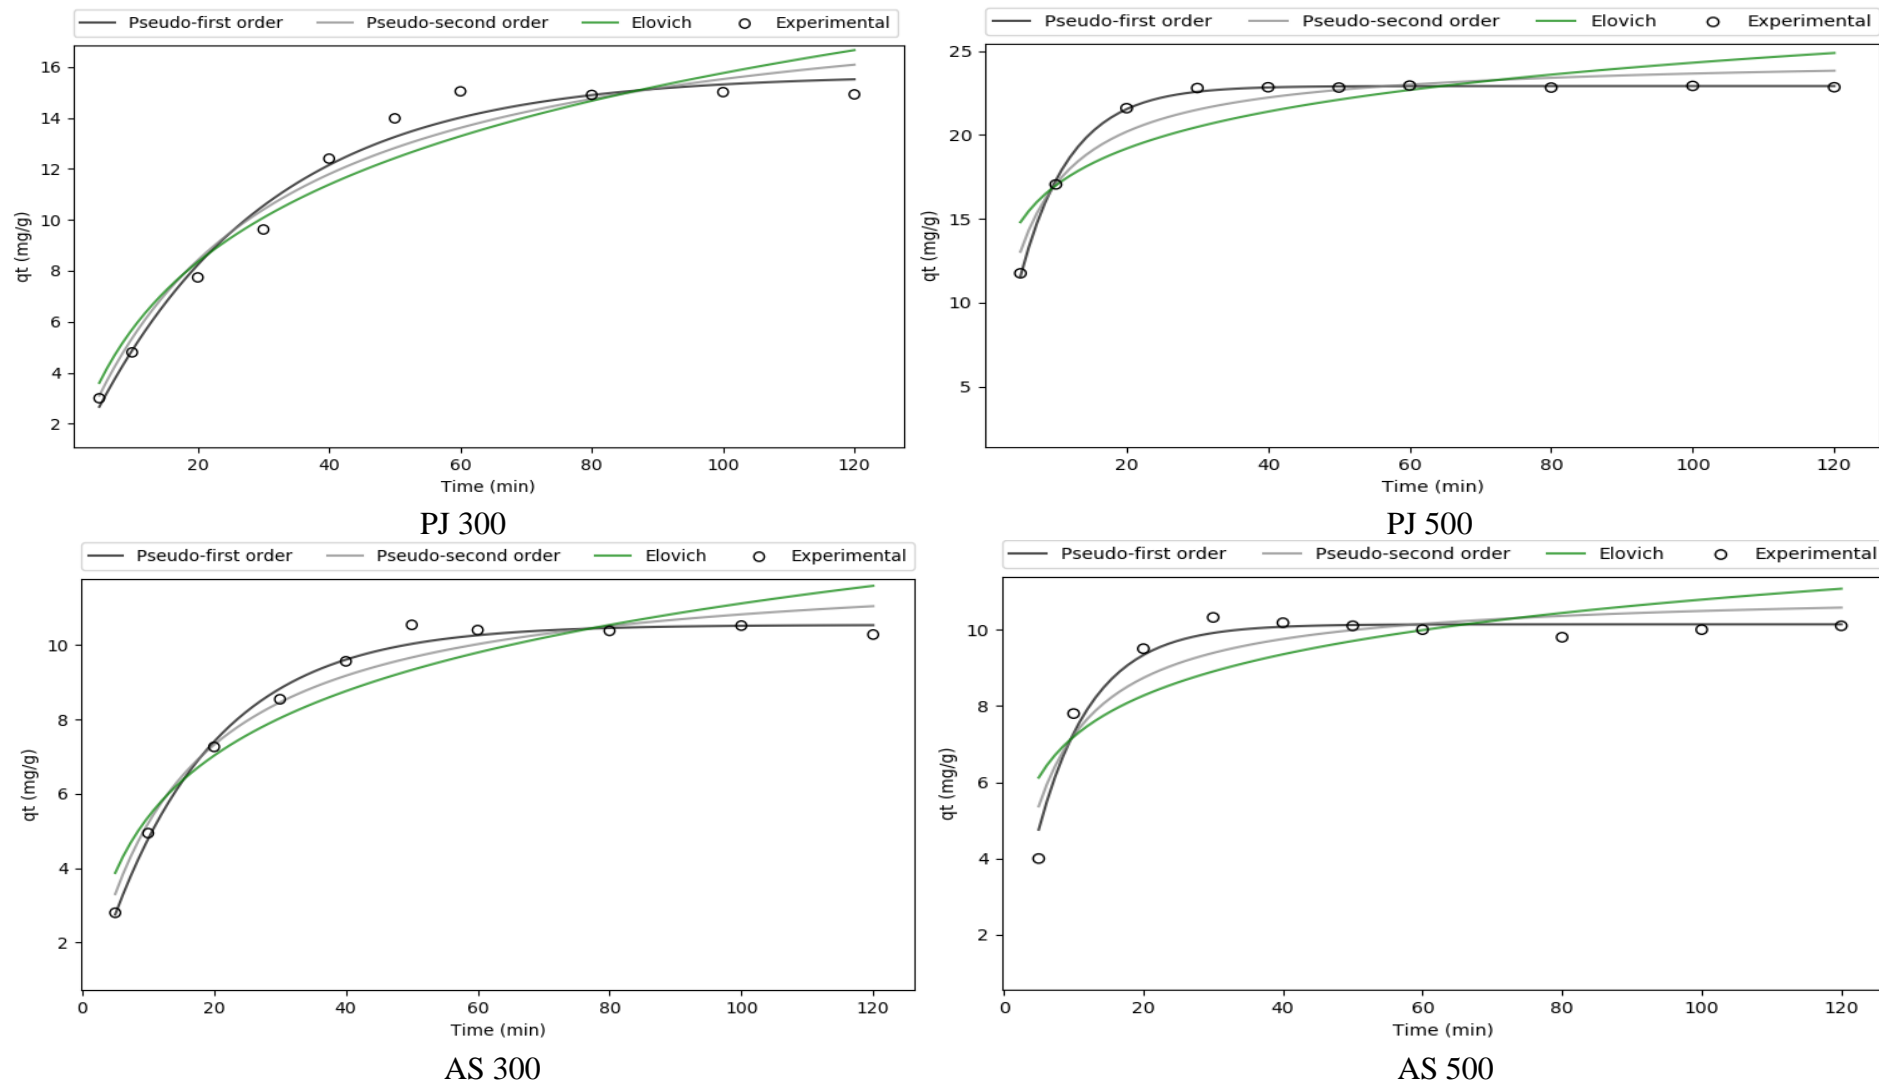 Pseudo-first order Pseudo-second order Elovich Experimental
16
14
12
10
8
6
4
2
qt (mg/g)
20 40 60 80 100 120
Time (min)
PJ 300
Pseudo-first order Pseudo-second order Elovich Experimental
25
20
15
10
5
qt (mg/g)
20 40 60 80 100 120
Time (min)
PJ 500
Pseudo-first order Pseudo-second order Elovich Experimental
10
8
6
4
2
qt (mg/g)
0 20 40 60 80 100 120
Time (min)
AS 300
Pseudo-first order Pseudo-second order Elovich Experimental
10
8
6
4
2
qt (mg/g)
0 20 40 60 80 100 120
Time (min)
AS 500